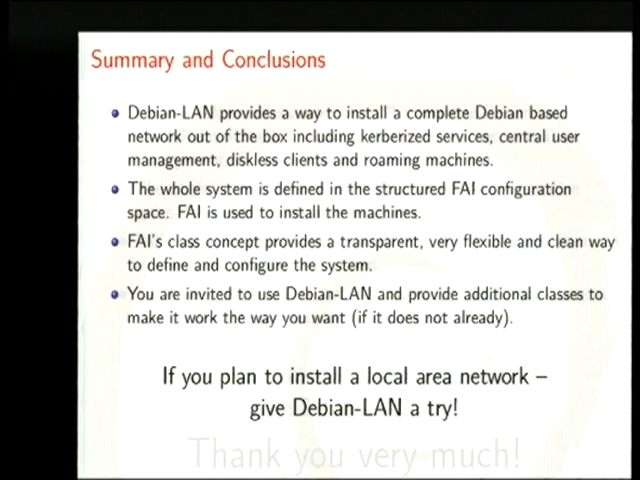 Summary and Conclusions
Debian-LAN provides a way to install a complete Debian based
network out of the box including kerberized services, central user
management, diskless clients and roaming machines.
The whole system is defined in the structured FAI configuration
space. FAI is used to install the machines.
FAI's class concept provides a transparent, very flexible and clean way
to define and configure the system.
You are invited to use Debian-LAN and provide additional classes to
make it work the way you want (if it does not already).
If you plan to install a local area network –
give Debian-LAN a try!
Thank you very much!